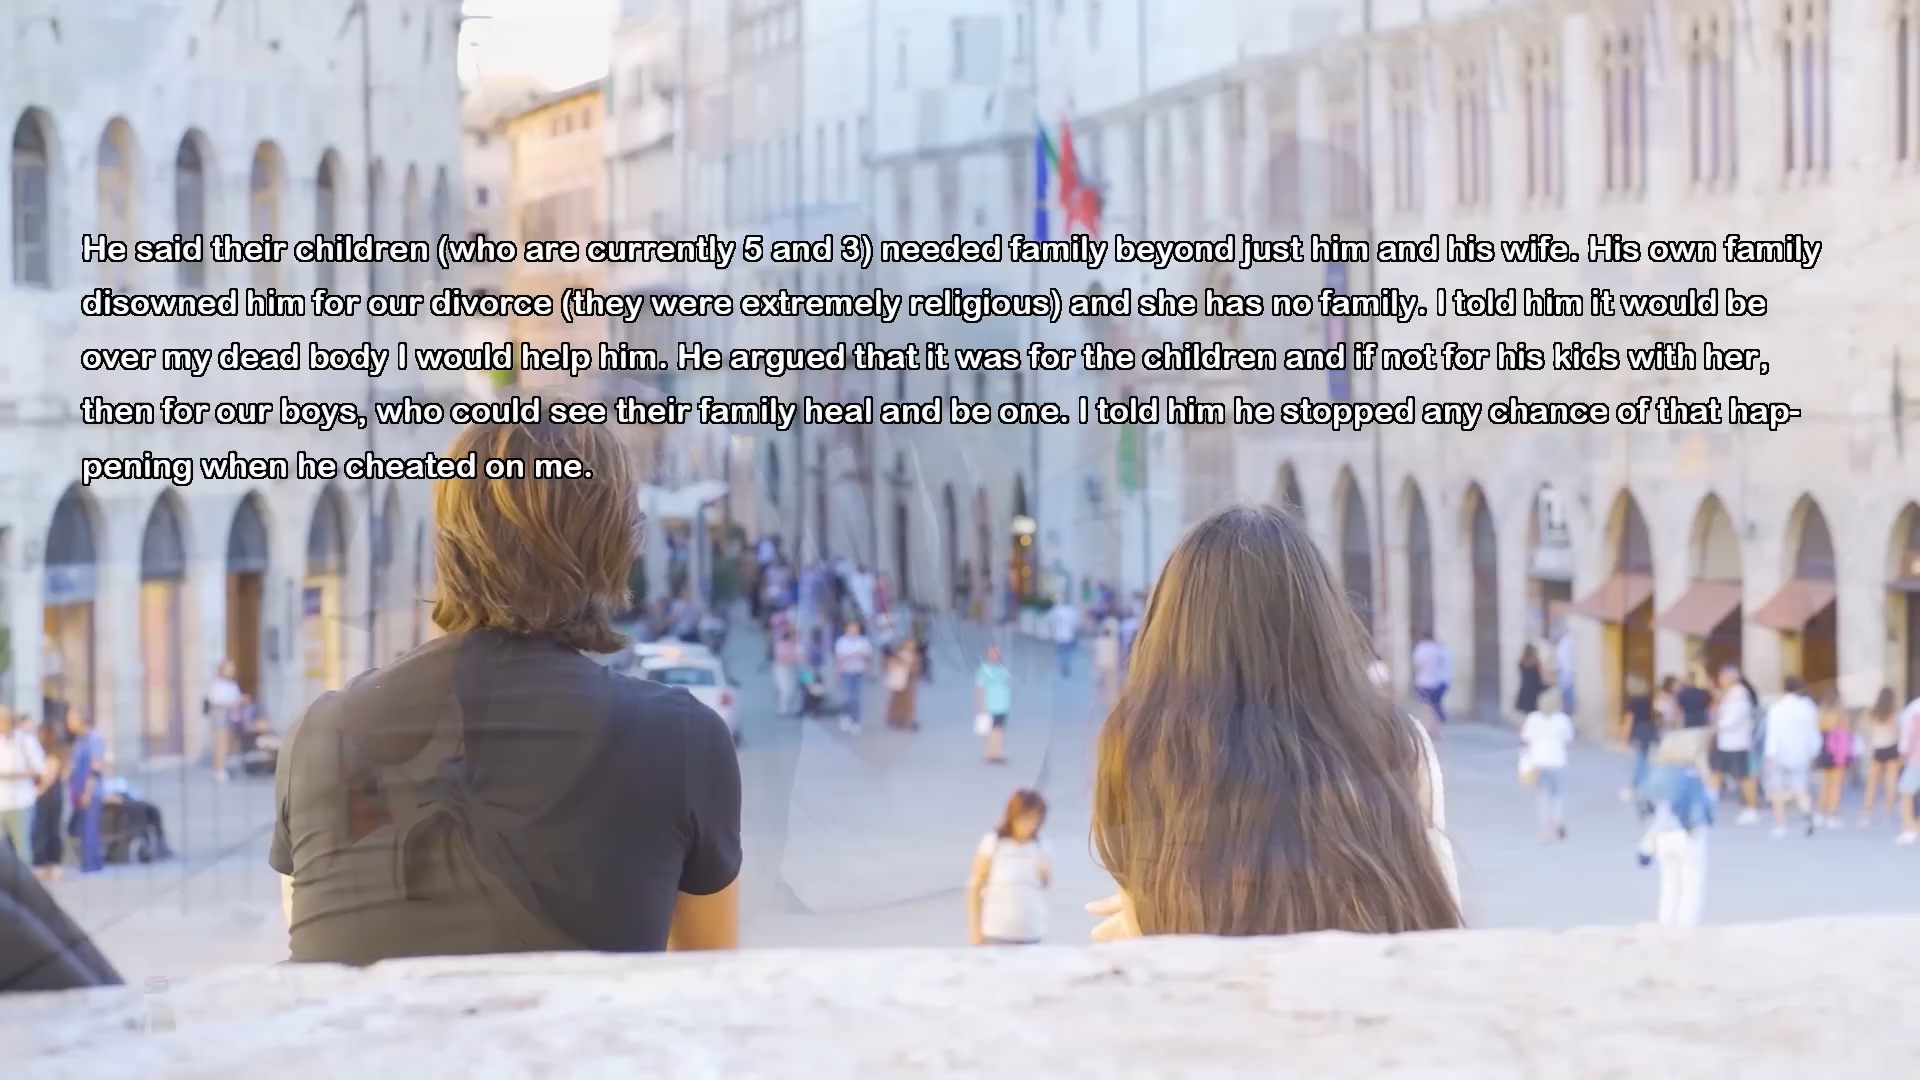 He said their children (who are currently 5 and 3) needed family beyond just him and his wife. His own family
disowned him for our divorce (they were extremely religious) and she has no family. I told him it would be
over my dead body I would help him. He argued that it was for the children and if not for his kids with her,
then for our boys, who could see their family heal and be one. I told him he stopped any chance of that hap-
pening when he cheated on me.